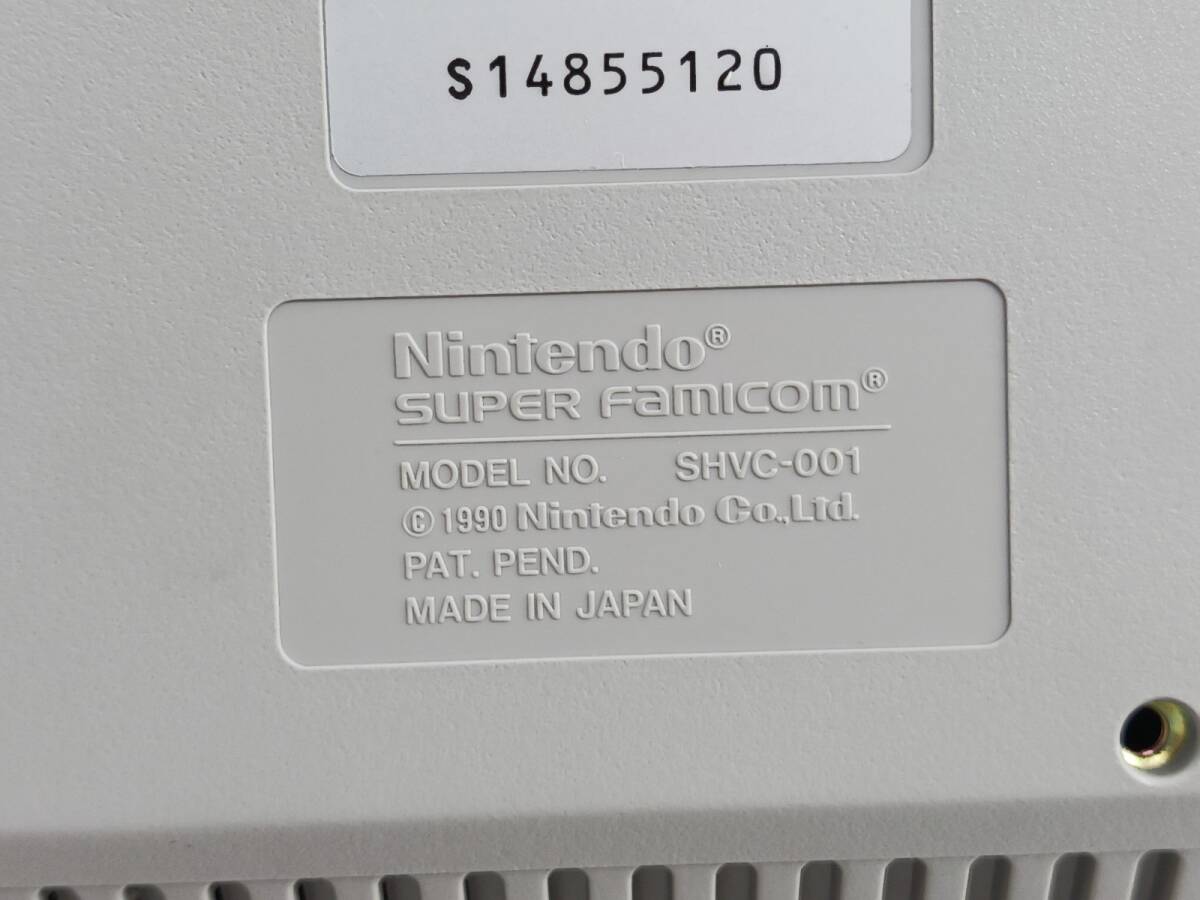 S14855120
Nintendo®
SUPER Famicom®
MODEL NO. SHVC-001
© 1990 Nintendo Co.,Ltd.
PAT. PEND.
MADE IN JAPAN